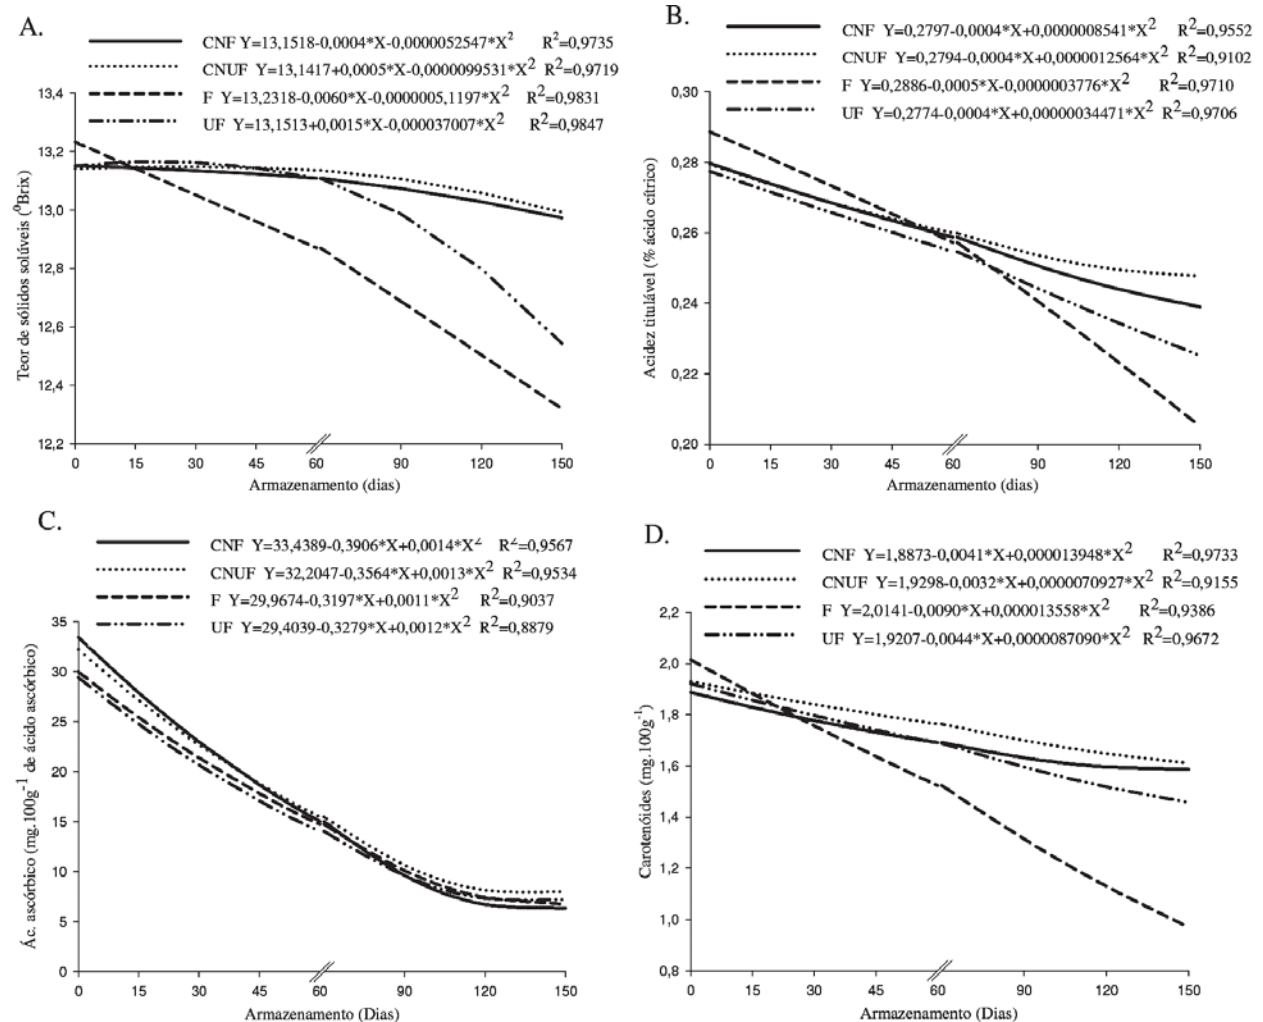 A.
CNF Y=13,1518-0,0004*X-0,0000052547*X² R²=0,9735
CNUF Y=13,1417+0,0005*X-0,0000099531*X² R²=0,9719
F Y=13,2318-0,0060*X-0,0000005,1197*X² R²=0,9831
UF Y=13,1513+0,0015*X-0,000037007*X² R²=0,9847
13,4
13,2
13,0
12,8
12,6
12,4
12,2
Teor de sólidos solúveis (ºBrix)
0 15 30 45 60 90 120 150
Armazenamento (dias)
B.
CNF Y=0,2797-0,0004*X+0,0000008541*X² R²=0,9552
CNUF Y=0,2794-0,0004*X+0,0000012564*X² R²=0,9102
F Y=0,2886-0,0005*X-0,0000003776*X² R²=0,9710
UF Y=0,2774-0,0004*X+0,00000034471*X² R²=0,9706
0,30
0,28
0,26
0,24
0,22
0,20
Acidez titulável (% ácido cítrico)
0 15 30 45 60 90 120 150
Armazenamento (dias)
C.
CNF Y=33,4389-0,3906*X+0,0014*X² R²=0,9567
CNUF Y=32,2047-0,3564*X+0,0013*X² R²=0,9534
F Y=29,9674-0,3197*X+0,0011*X² R²=0,9037
UF Y=29,4039-0,3279*X+0,0012*X² R²=0,8879
35
30
25
20
15
10
5
0
Ác. ascórbico (mg.100g⁻¹ de ácido ascórbico)
0 15 30 45 60 90 120 150
Armazenamento (Dias)
D.
CNF Y=1,8873-0,0041*X+0,000013948*X² R²=0,9733
CNUF Y=1,9298-0,0032*X+0,0000070927*X² R²=0,9155
F Y=2,0141-0,0090*X+0,000013558*X² R²=0,9386
UF Y=1,9207-0,0044*X+0,0000087090*X² R²=0,9672
2,2
2,0
1,8
1,6
1,4
1,2
1,0
0,8
Carotenóides (mg.100g⁻¹)
0 15 30 45 60 90 120 150
Armazenamento (Dias)